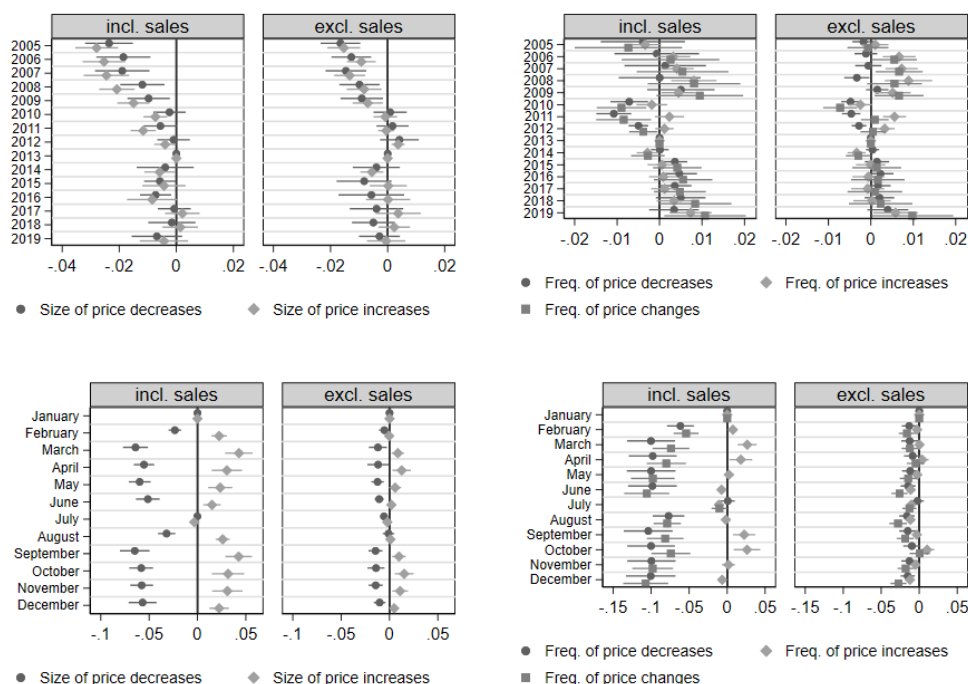 incl. sales
excl. sales
2005
2006
2007
2008
2009
2010
2011
2012
2013
2014
2015
2016
2017
2018
2019
-.04 -.02 0 .02
-.04 -.02 0 .02
Size of price decreases
Size of price increases
incl. sales
excl. sales
2005
2006
2007
2008
2009
2010
2011
2012
2013
2014
2015
2016
2017
2018
2019
-.02 -.01 0 .01 .02
-.02 -.01 0 .01 .02
Freq. of price decreases
Freq. of price increases
Freq. of price changes
incl. sales
excl. sales
January
February
March
April
May
June
July
August
September
October
November
December
-.1 -.05 0 .05
-.1 -.05 0 .05
Size of price decreases
Size of price increases
incl. sales
excl. sales
January
February
March
April
May
June
July
August
September
October
November
December
-.15 -.1 -.05 0 .05
-.15 -.1 -.05 0 .05
Freq. of price decreases
Freq. of price increases
Freq. of price changes